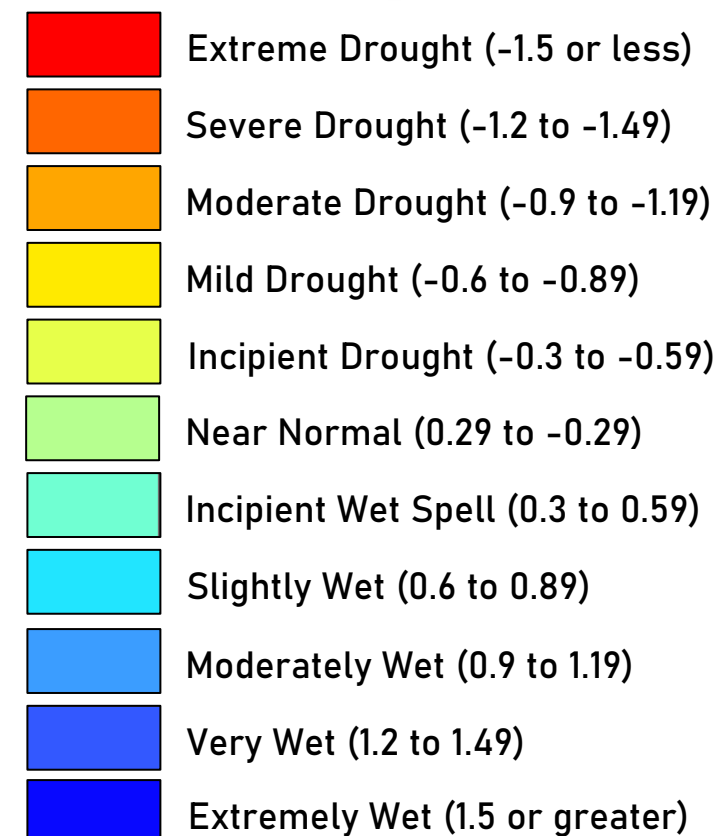 Extreme Drought (-1.5 or less)
Severe Drought (-1.2 to -1.49)
Moderate Drought (-0.9 to -1.19)
Mild Drought (-0.6 to -0.89)
Incipient Drought (-0.3 to -0.59)
Near Normal (0.29 to -0.29)
Incipient Wet Spell (0.3 to 0.59)
Slightly Wet (0.6 to 0.89)
Moderately Wet (0.9 to 1.19)
Very Wet (1.2 to 1.49)
Extremely Wet (1.5 or greater)